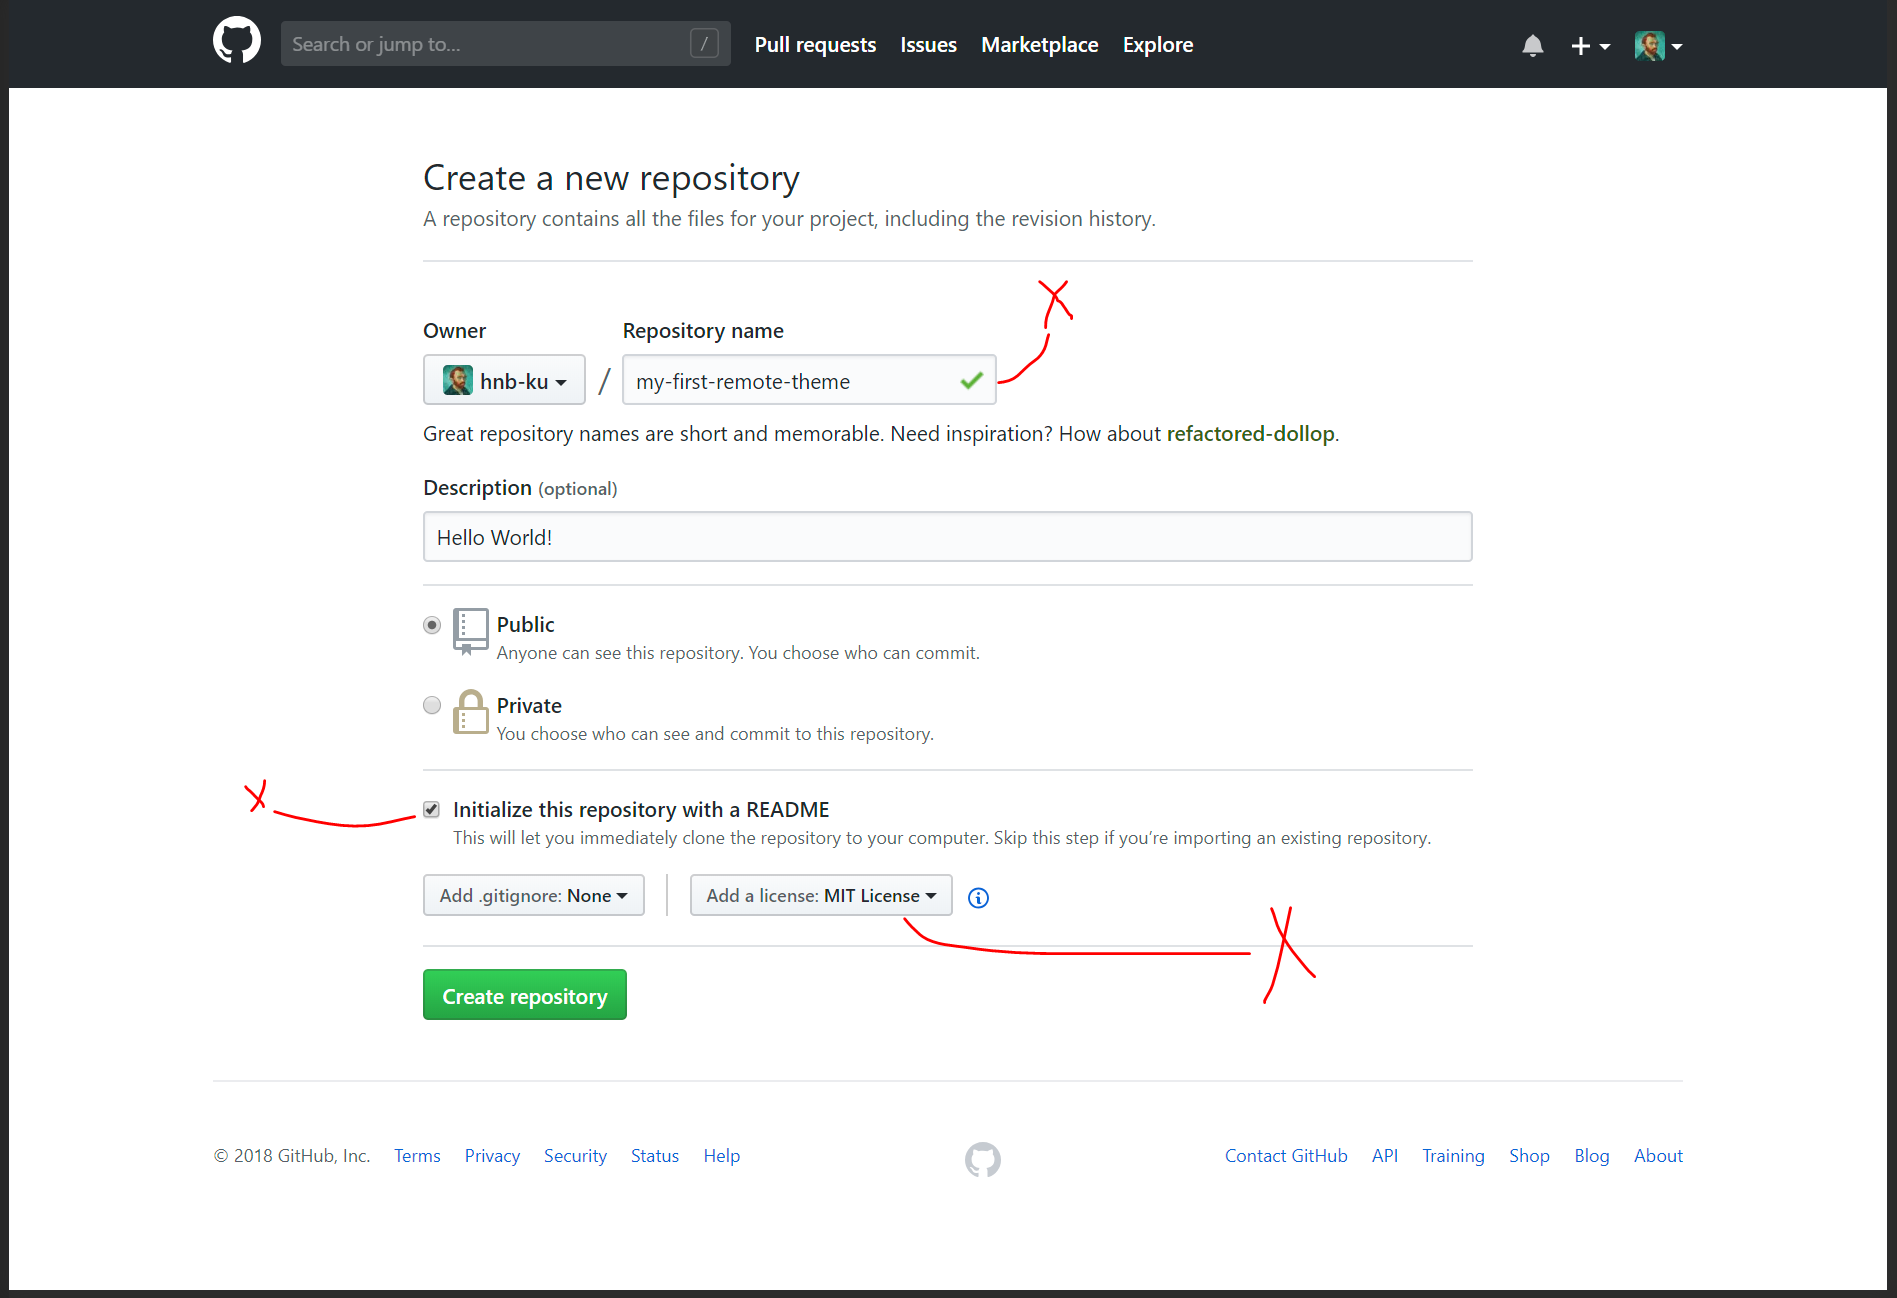 Search or jump to... /
Pull requests Issues Marketplace Explore
Create a new repository
A repository contains all the files for your project, including the revision history.
X
Owner Repository name
hnb-ku / my-first-remote-theme
Great repository names are short and memorable. Need inspiration? How about refactored-dollop.
Description (optional)
Hello World!
Public
Anyone can see this repository. You choose who can commit.
Private
You choose who can see and commit to this repository.
X
Initialize this repository with a README
This will let you immediately clone the repository to your computer. Skip this step if you’re importing an existing repository.
Add .gitignore: None Add a license: MIT License
X
Create repository
© 2018 GitHub, Inc. Terms Privacy Security Status Help Contact GitHub API Training Shop Blog About